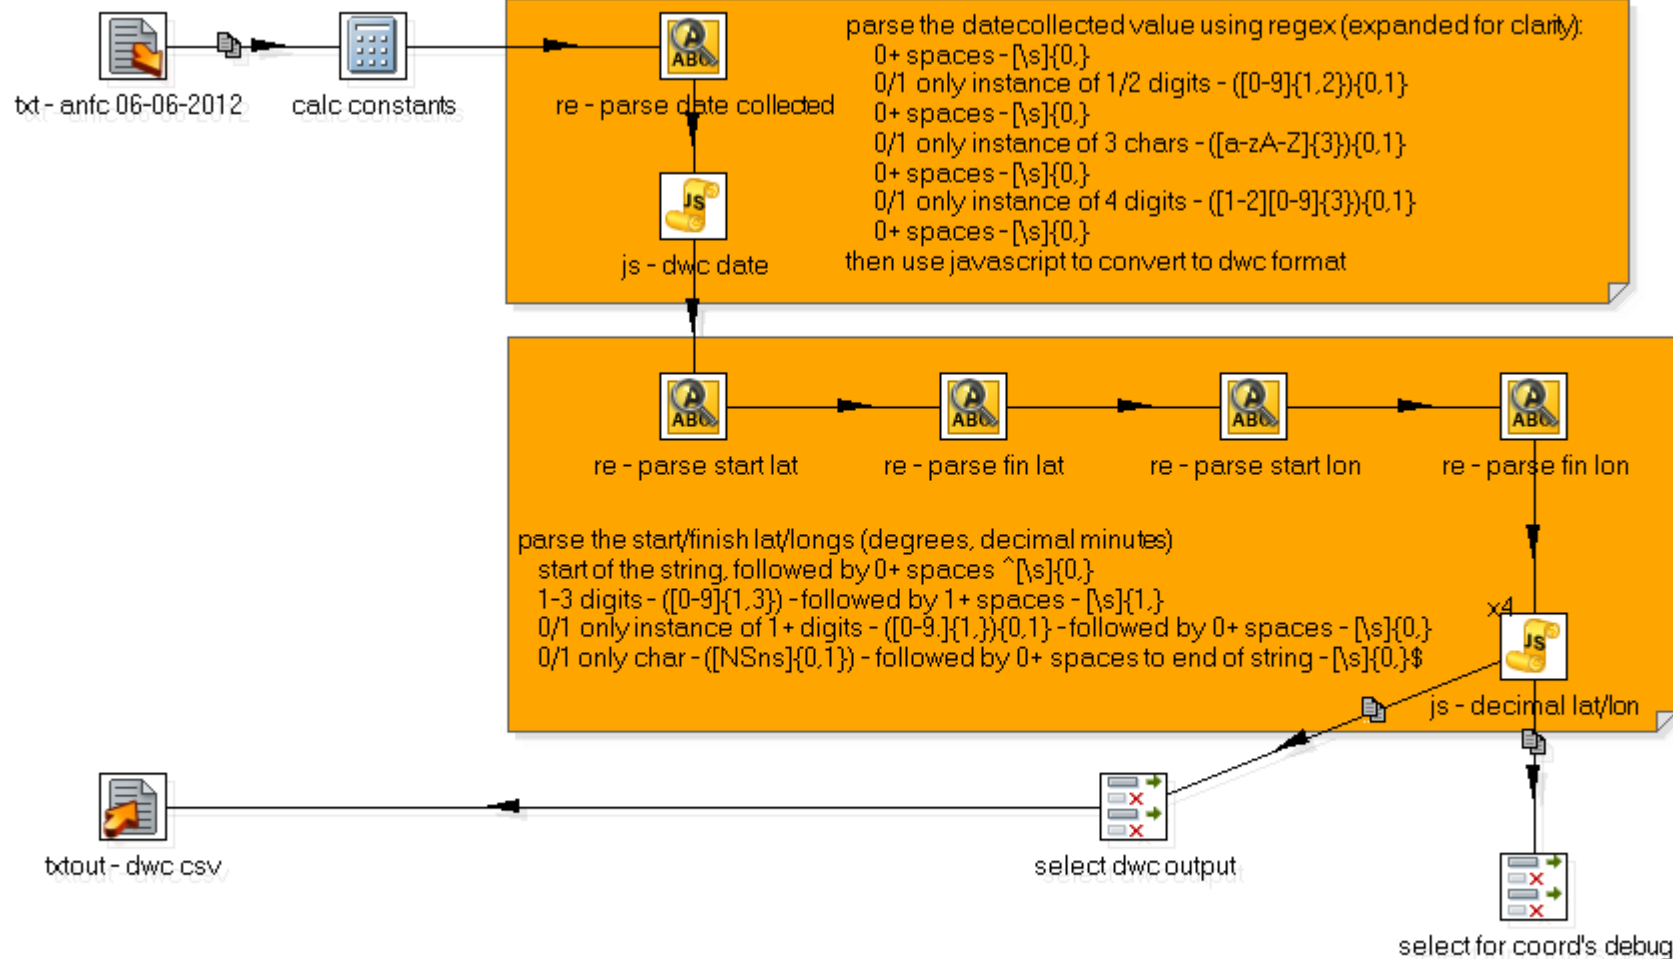 txt - anfc 06-06-2012
calc constants
re - parse date collected
js - dwc date
parse the datecollected value using regex (expanded for clarity):
0+ spaces - [\s]{0,}
0/1 only instance of 1/2 digits - ([0-9]{1,2}){0,1}
0+ spaces - [\s]{0,}
0/1 only instance of 3 chars - ([a-zA-Z]{3}){0,1}
0+ spaces - [\s]{0,}
0/1 only instance of 4 digits - ([1-2][0-9]{3}){0,1}
0+ spaces - [\s]{0,}
then use javascript to convert to dwc format
re - parse start lat
re - parse fin lat
re - parse start lon
re - parse fin lon
parse the start/finish lat/longs (degrees, decimal minutes)
start of the string, followed by 0+ spaces ^[\s]{0,}
1-3 digits - ([0-9]{1,3}) - followed by 1+ spaces - [\s]{1,}
0/1 only instance of 1+ digits - ([0-9.]{1,}){0,1} - followed by 0+ spaces - [\s]{0,}
0/1 only char - ([NSns]{0,1}) - followed by 0+ spaces to end of string - [\s]{0,}$
x4
js - decimal lat/lon
txtout - dwc csv
select dwc output
select for coord's debug